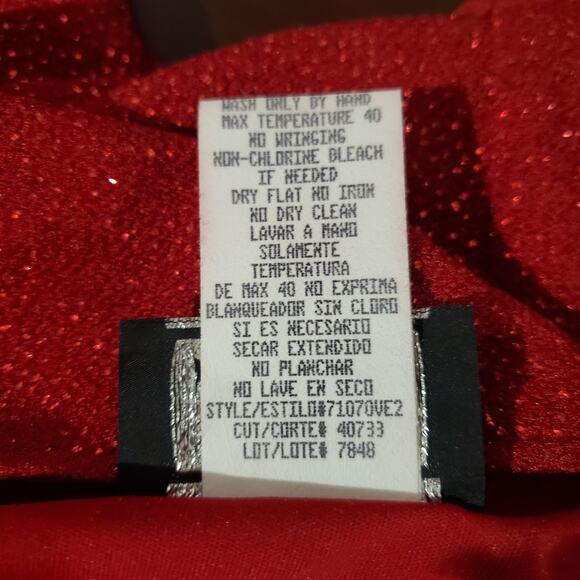 WASH ONLY BY HAND
MAX TEMPERATURE 40
NO WRINGING
NON-CHLORINE BLEACH
IF NEEDED
DRY FLAT NO IRON
NO DRY CLEAN
LAVAR A MANO
SOLAMENTE
TEMPERATURA
DE MAX 40 NO EXPRIMA
BLANQUEADOR SIN CLORO
SI ES NECESARIO
SECAR EXTENDIDO
NO PLANCHAR
NO LAVE EN SECO
STYLE/ESTILO#71070VE2
CUT/CORTE# 40733
LOT/LOTE# 7848